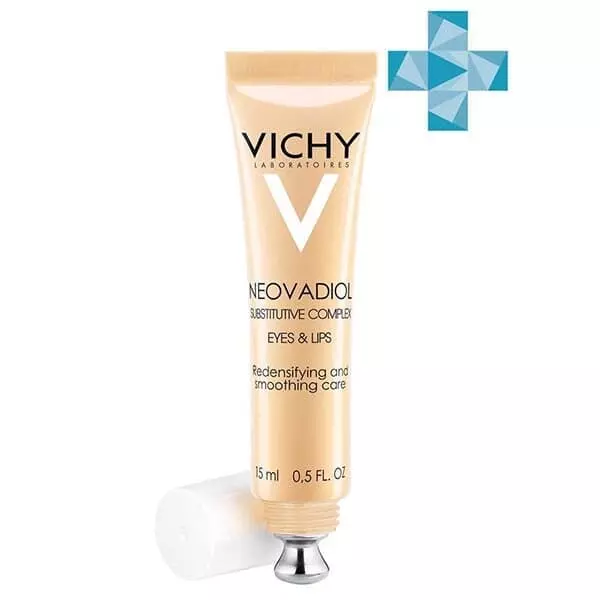 VICHY
LABORATOIRES
V
NEOVADIOL
SUBSTITUTIVE COMPLEX
EYES & LIPS
Redensifying and
smoothing care
15 ml 0,5 FL. OZ